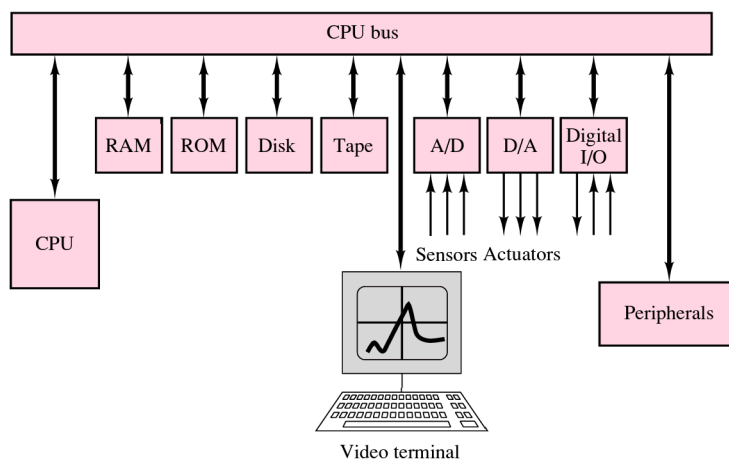 CPU bus
RAM
ROM
Disk
Tape
A/D
D/A
Digital
I/O
CPU
Sensors
Actuators
Peripherals
Video terminal